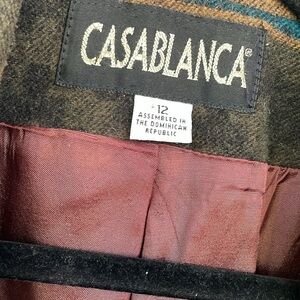 CASABLANCA®
12
ASSEMBLED IN
THE DOMINICAN
REPUBLIC